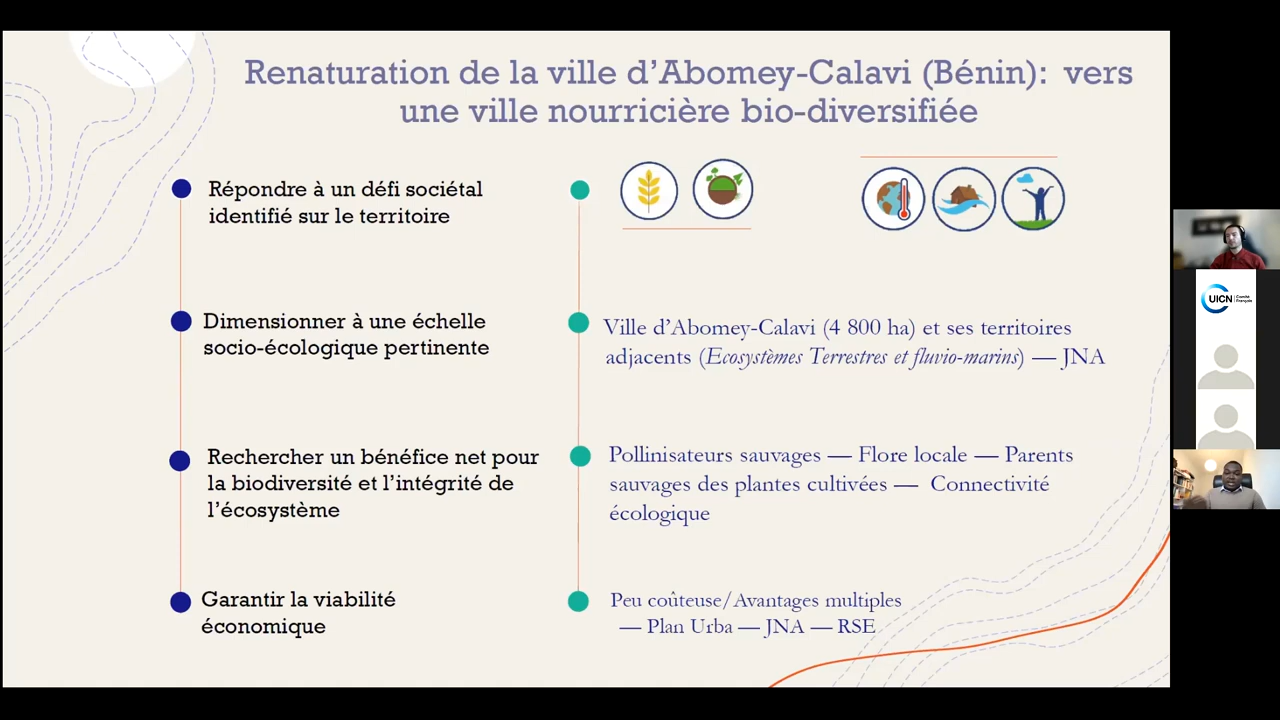 Renaturation de la ville d’Abomey-Calavi (Bénin): vers
une ville nourricière bio-diversifiée
Répondre à un défi sociétal
identifié sur le territoire
Dimensionner à une échelle
socio-écologique pertinente
Ville d’Abomey-Calavi (4 800 ha) et ses territoires
adjacents (Ecosystèmes Terrestres et fluvio-marins) — JNA
Rechercher un bénéfice net pour
la biodiversité et l’intégrité de
l’écosystème
Pollinisateurs sauvages — Flore locale — Parents
sauvages des plantes cultivées — Connectivité
écologique
Garantir la viabilité
économique
Peu coûteuse/Avantages multiples
— Plan Urba — JNA — RSE
UICN
Comité
Français